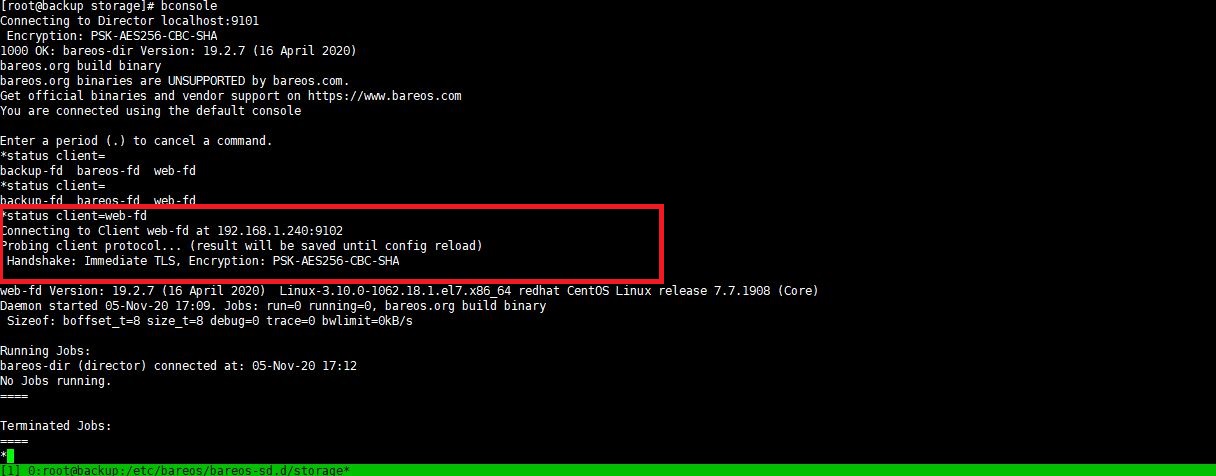 [root@backup storage]# bconsole
Connecting to Director localhost:9101
 Encryption: PSK-AES256-CBC-SHA
1000 OK: bareos-dir Version: 19.2.7 (16 April 2020)
bareos.org build binary
bareos.org binaries are UNSUPPORTED by bareos.com.
Get official binaries and vendor support on https://www.bareos.com
You are connected using the default console
Enter a period (.) to cancel a command.
*status client=
backup-fd  bareos-fd  web-fd
*status client=
backup-fd  bareos-fd  web-fd
*status client=web-fd
Connecting to Client web-fd at 192.168.1.240:9102
Probing client protocol... (result will be saved until config reload)
 Handshake: Immediate TLS, Encryption: PSK-AES256-CBC-SHA
web-fd Version: 19.2.7 (16 April 2020)  Linux-3.10.0-1062.18.1.el7.x86_64 redhat CentOS Linux release 7.7.1908 (Core)
Daemon started 05-Nov-20 17:09. Jobs: run=0 running=0, bareos.org build binary
 Sizeof: boffset_t=8 size_t=8 debug=0 trace=0 bwlimit=0kB/s
Running Jobs:
bareos-dir (director) connected at: 05-Nov-20 17:12
No Jobs running.
====
Terminated Jobs:
====
*
[1] 0:root@backup:/etc/bareos/bareos-sd.d/storage*